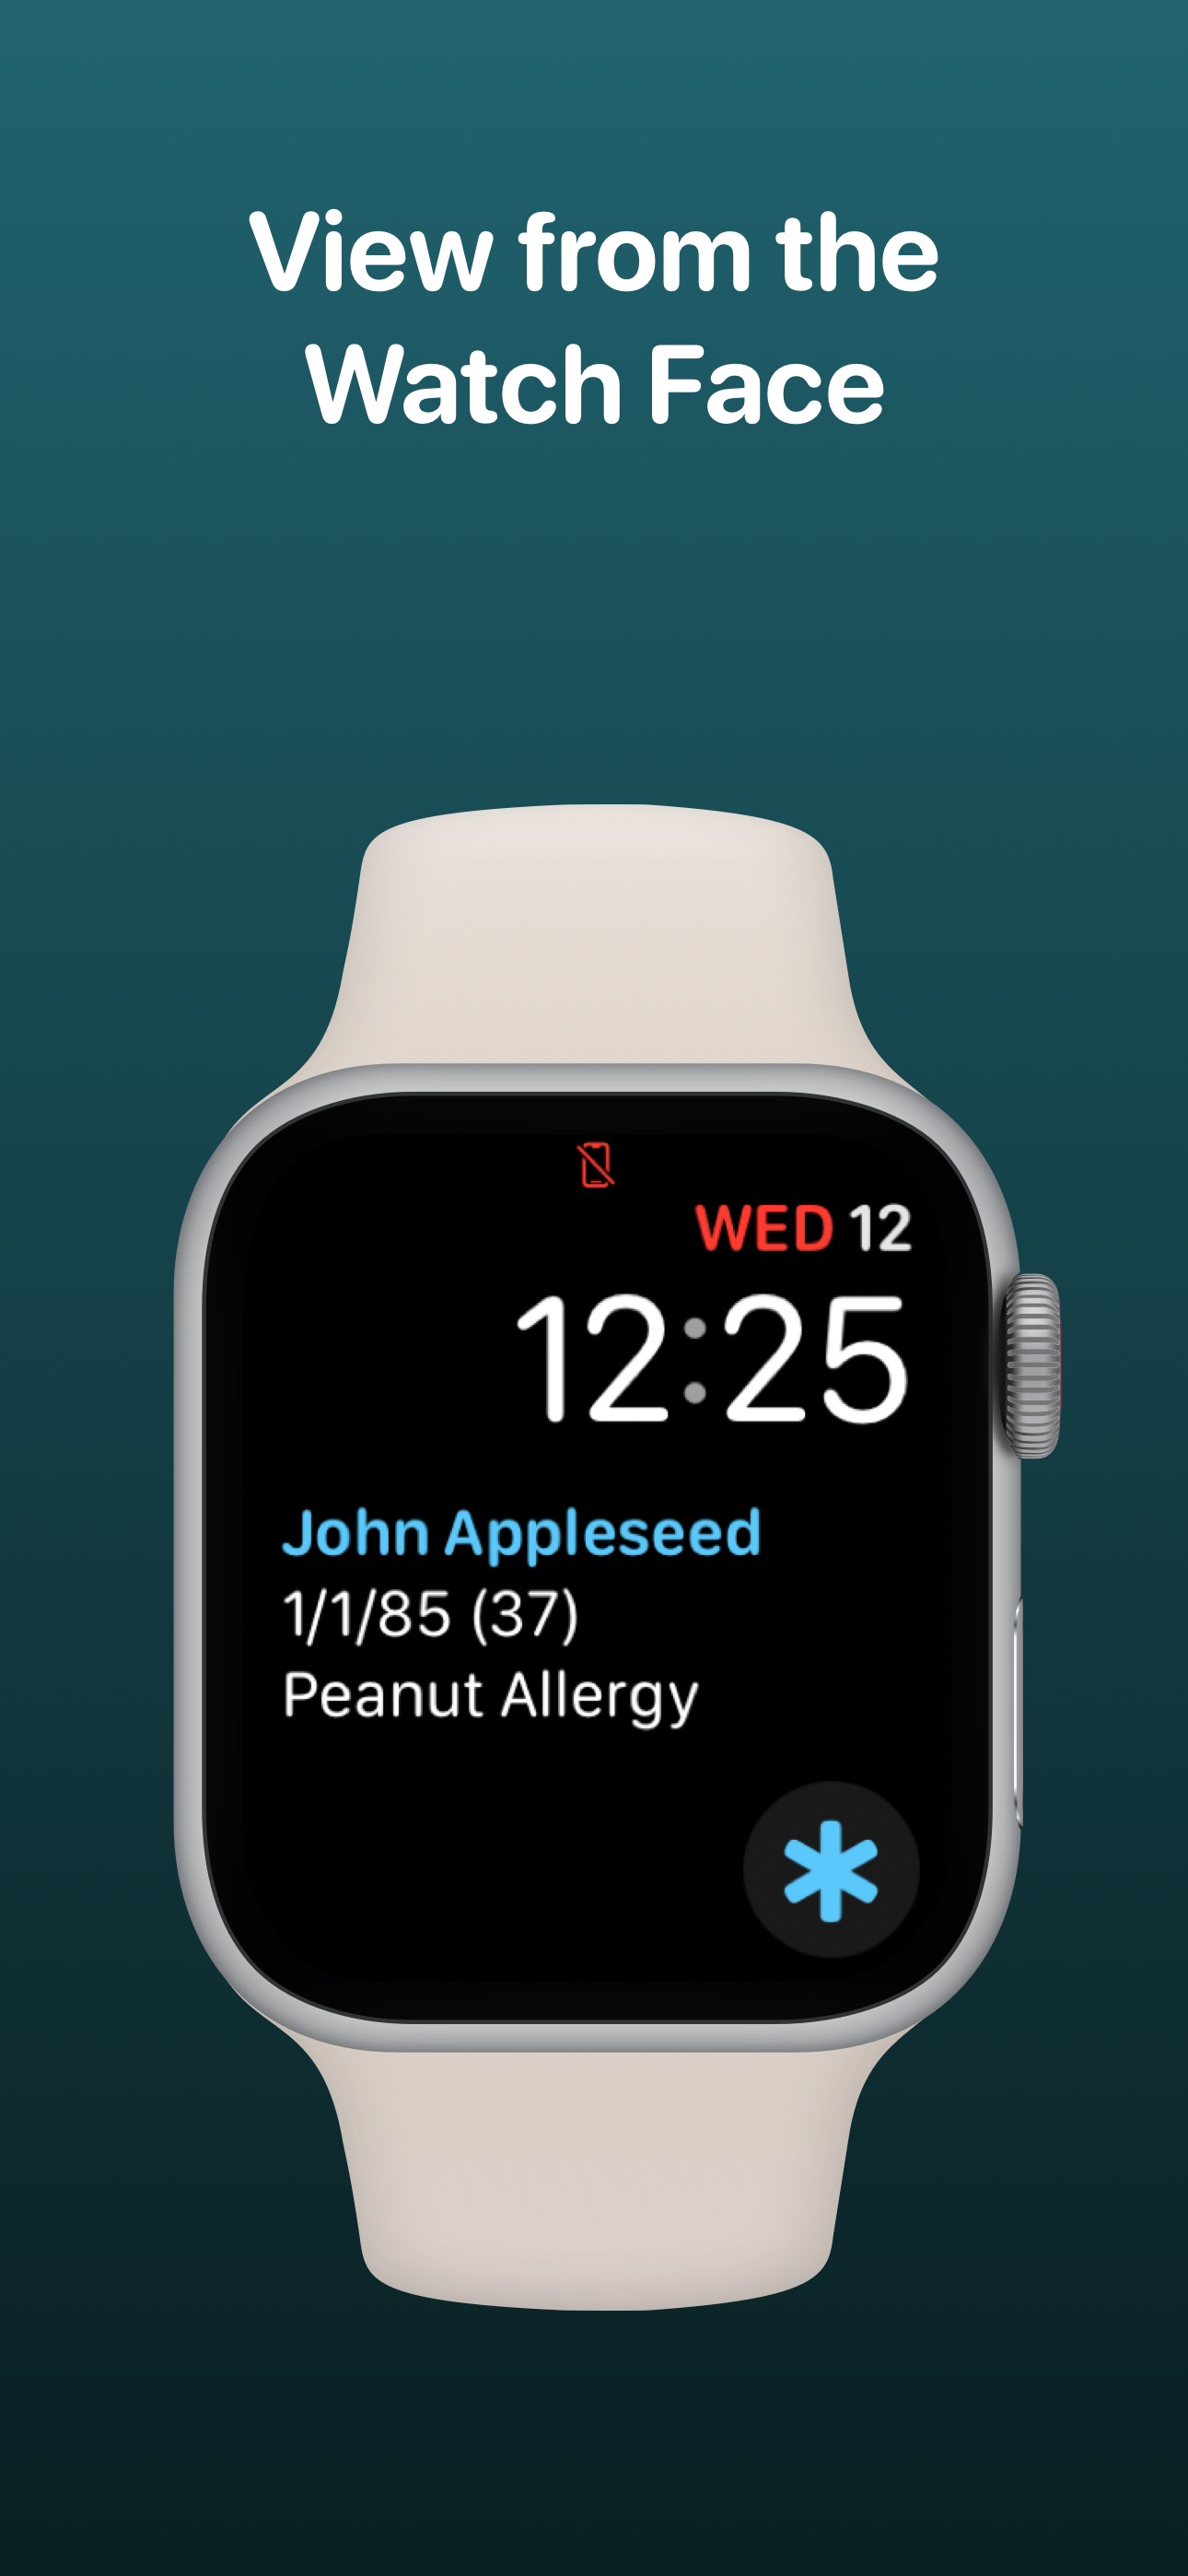 View from the
Watch Face
WED 12
12:25
John Appleseed
1/1/85 (37)
Peanut Allergy